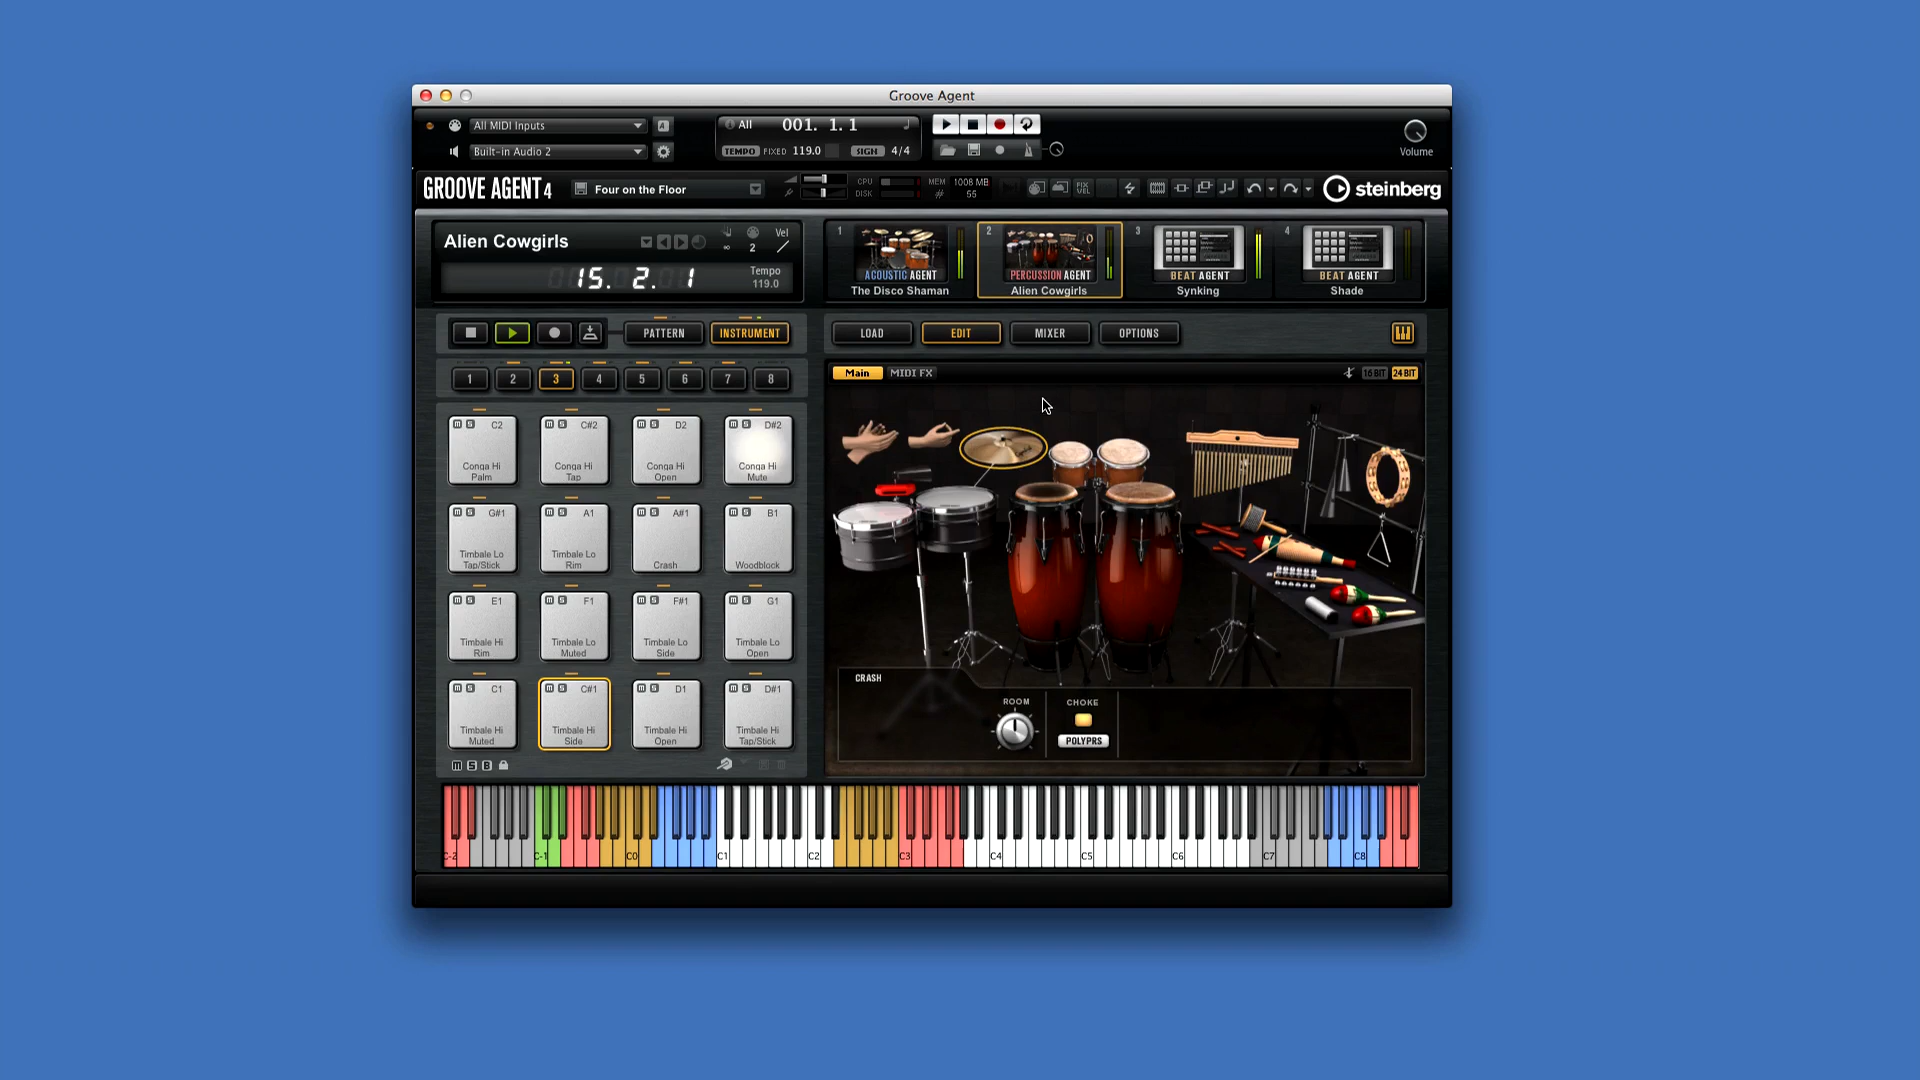 Groove Agent
All MIDI Inputs
A
All
001. 1. 1
Volume
Built-in Audio 2
TEMPO FIXED 119.0
SIGN 4/4
GROOVE AGENT 4
Four on the Floor
CPU
DISK
MEM
#
1008 MB
55
FIX VEL
steinberg
Alien Cowgirls
∞
2
Vel
15. 2. 1
Tempo
119.0
1
ACOUSTIC AGENT
The Disco Shaman
2
PERCUSSION AGENT
Alien Cowgirls
3
BEAT AGENT
Synking
4
BEAT AGENT
Shade
PATTERN
INSTRUMENT
LOAD
EDIT
MIXER
OPTIONS
1 2 3 4 5 6 7 8
Main
MIDI FX
16 BIT
24 BIT
M S C2
Conga Hi
Palm
M S C#2
Conga Hi
Tap
M S D2
Conga Hi
Open
M S D#2
Conga Hi
Mute
M S G#1
Timbale Lo
Tap/Stick
M S A1
Timbale Lo
Rim
M S A#1
Crash
M S B1
Woodblock
M S E1
Timbale Hi
Rim
M S F1
Timbale Lo
Muted
M S F#1
Timbale Lo
Side
M S G1
Timbale Lo
Open
M S C1
Timbale Hi
Muted
M S C#1
Timbale Hi
Side
M S D1
Timbale Hi
Open
M S D#1
Timbale Hi
Tap/Stick
M S B
CRASH
ROOM
CHOKE
POLYPRS
C-2 C-1 C0 C1 C2 C3 C4 C5 C6 C7 C8